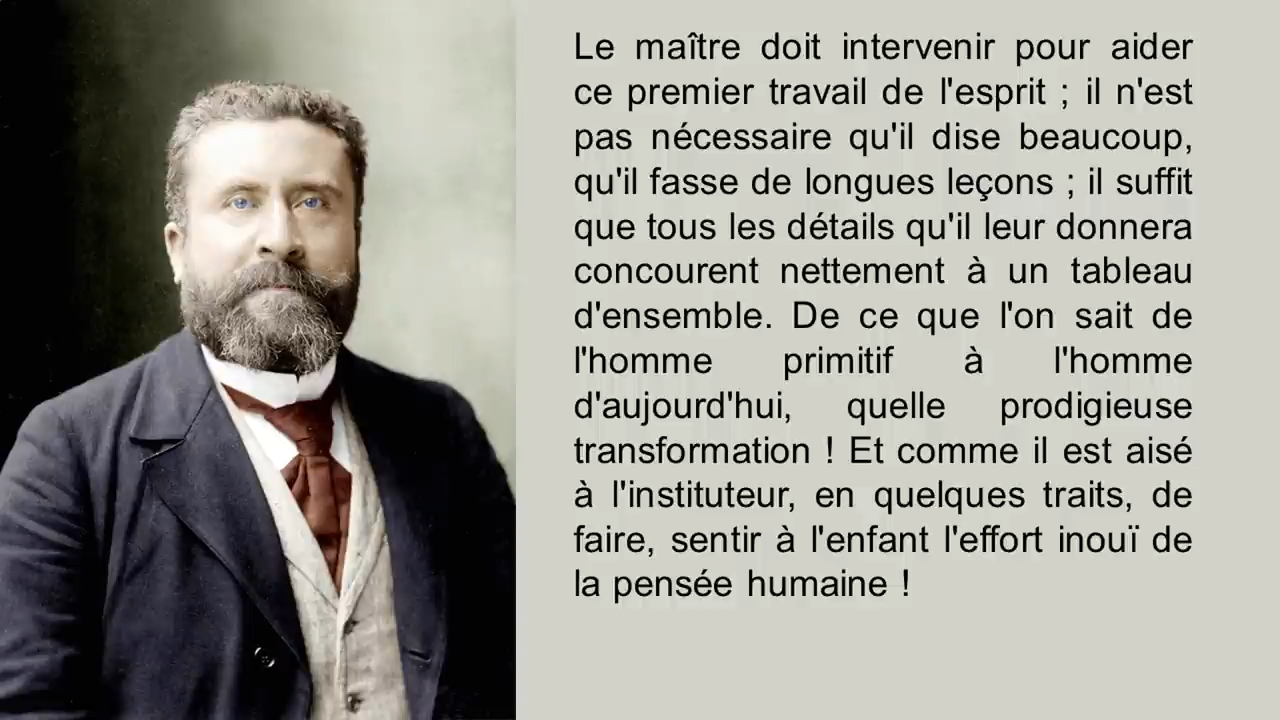 Le maître doit intervenir pour aider
ce premier travail de l'esprit ; il n'est
pas nécessaire qu'il dise beaucoup,
qu'il fasse de longues leçons ; il suffit
que tous les détails qu'il leur donnera
concourent nettement à un tableau
d'ensemble. De ce que l'on sait de
l'homme primitif à l'homme
d'aujourd'hui, quelle prodigieuse
transformation ! Et comme il est aisé
à l'instituteur, en quelques traits, de
faire, sentir à l'enfant l'effort inouï de
la pensée humaine !